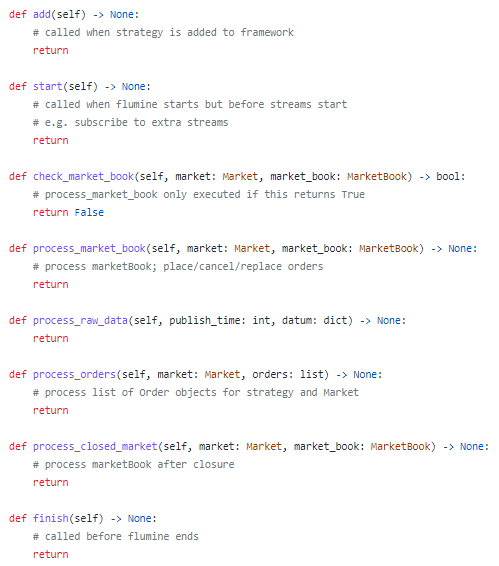 def add(self) -> None:
    # called when strategy is added to framework
    return

def start(self) -> None:
    # called when flumine starts but before streams start
    # e.g. subscribe to extra streams
    return

def check_market_book(self, market: Market, market_book: MarketBook) -> bool:
    # process_market_book only executed if this returns True
    return False

def process_market_book(self, market: Market, market_book: MarketBook) -> None:
    # process marketBook; place/cancel/replace orders
    return

def process_raw_data(self, publish_time: int, datum: dict) -> None:
    return

def process_orders(self, market: Market, orders: list) -> None:
    # process list of Order objects for strategy and Market
    return

def process_closed_market(self, market: Market, market_book: MarketBook) -> None:
    # process marketBook after closure
    return

def finish(self) -> None:
    # called before flumine ends
    return